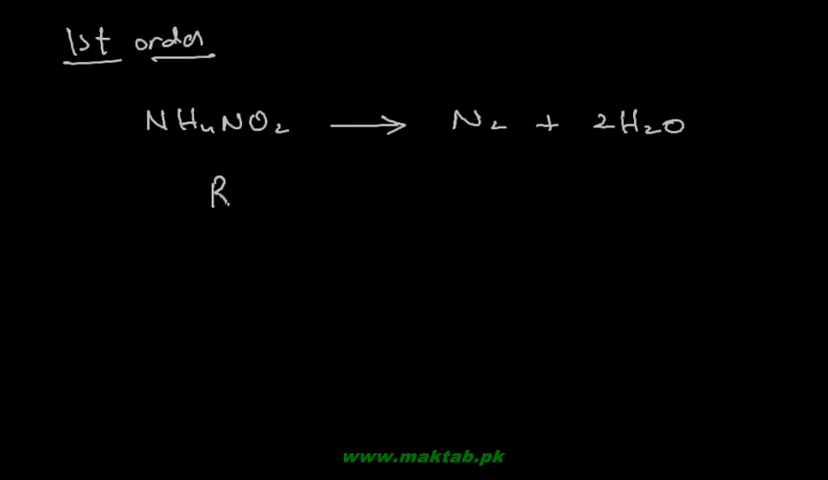 1st order
NH₄NO₂ → N₂ + 2H₂O
R
www.maktab.pk